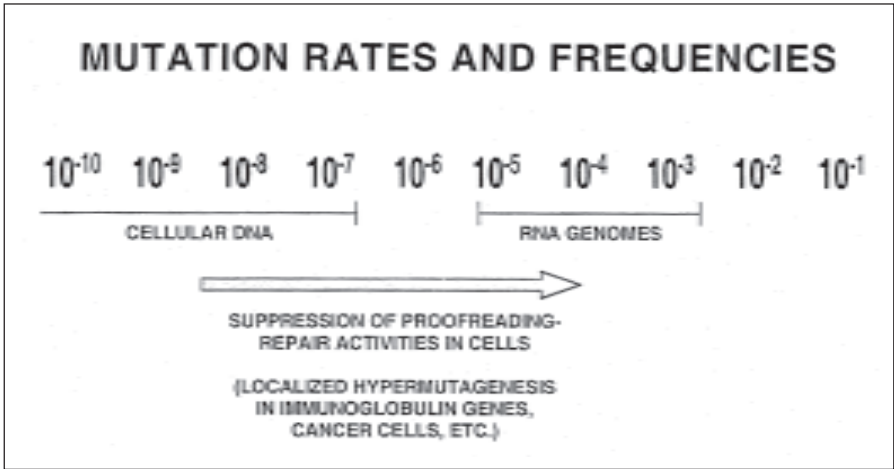 MUTATION RATES AND FREQUENCIES
10⁻¹⁰ 10⁻⁹ 10⁻⁸ 10⁻⁷ 10⁻⁶ 10⁻⁵ 10⁻⁴ 10⁻³ 10⁻² 10⁻¹
CELLULAR DNA RNA GENOMES
SUPPRESSION OF PROOFREADING-
REPAIR ACTIVITIES IN CELLS
(LOCALIZED HYPERMUTAGENESIS
IN IMMUNOGLOBULIN GENES,
CANCER CELLS, ETC.)